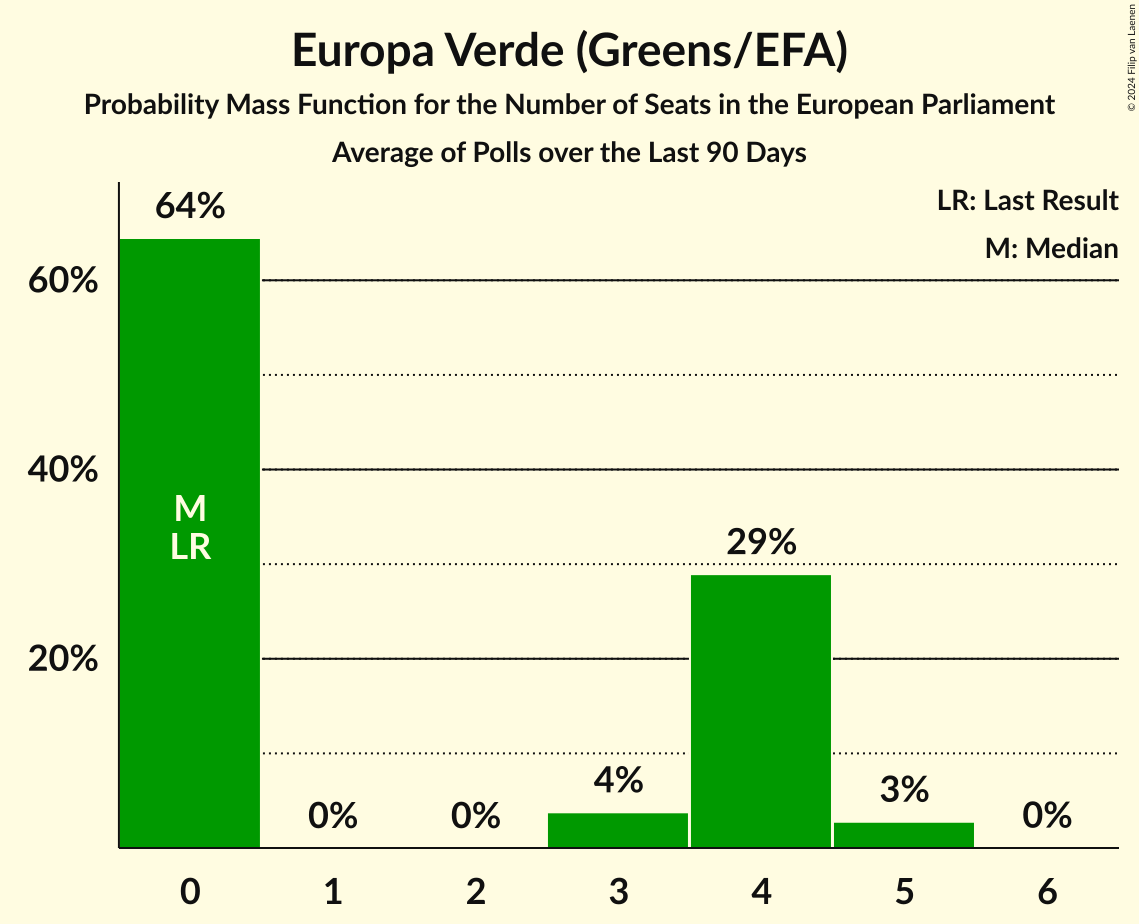 Europa Verde (Greens/EFA)
Probability Mass Function for the Number of Seats in the European Parliament
Average of Polls over the Last 90 Days
© 2024 Filip van Laenen
LR: Last Result
M: Median
64%
60%
40%
20%
M
LR
0%
0%
4%
29%
3%
0%
0 1 2 3 4 5 6